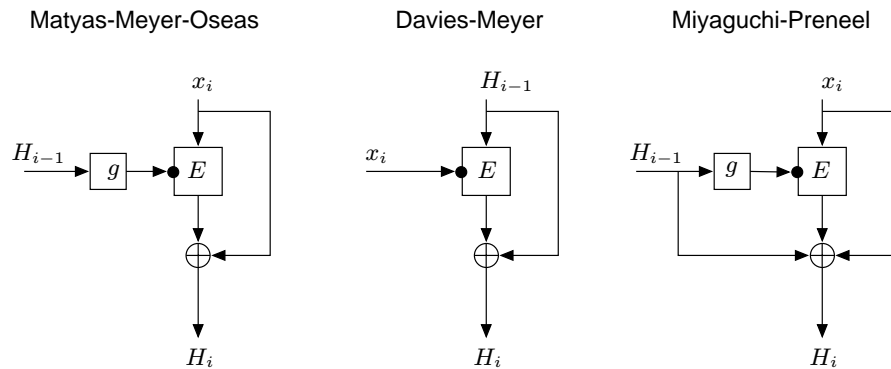 Matyas-Meyer-Oseas
x_i
H_{i−1}
g
E
H_i
Davies-Meyer
H_{i−1}
x_i
E
H_i
Miyaguchi-Preneel
x_i
H_{i−1}
g
E
H_i